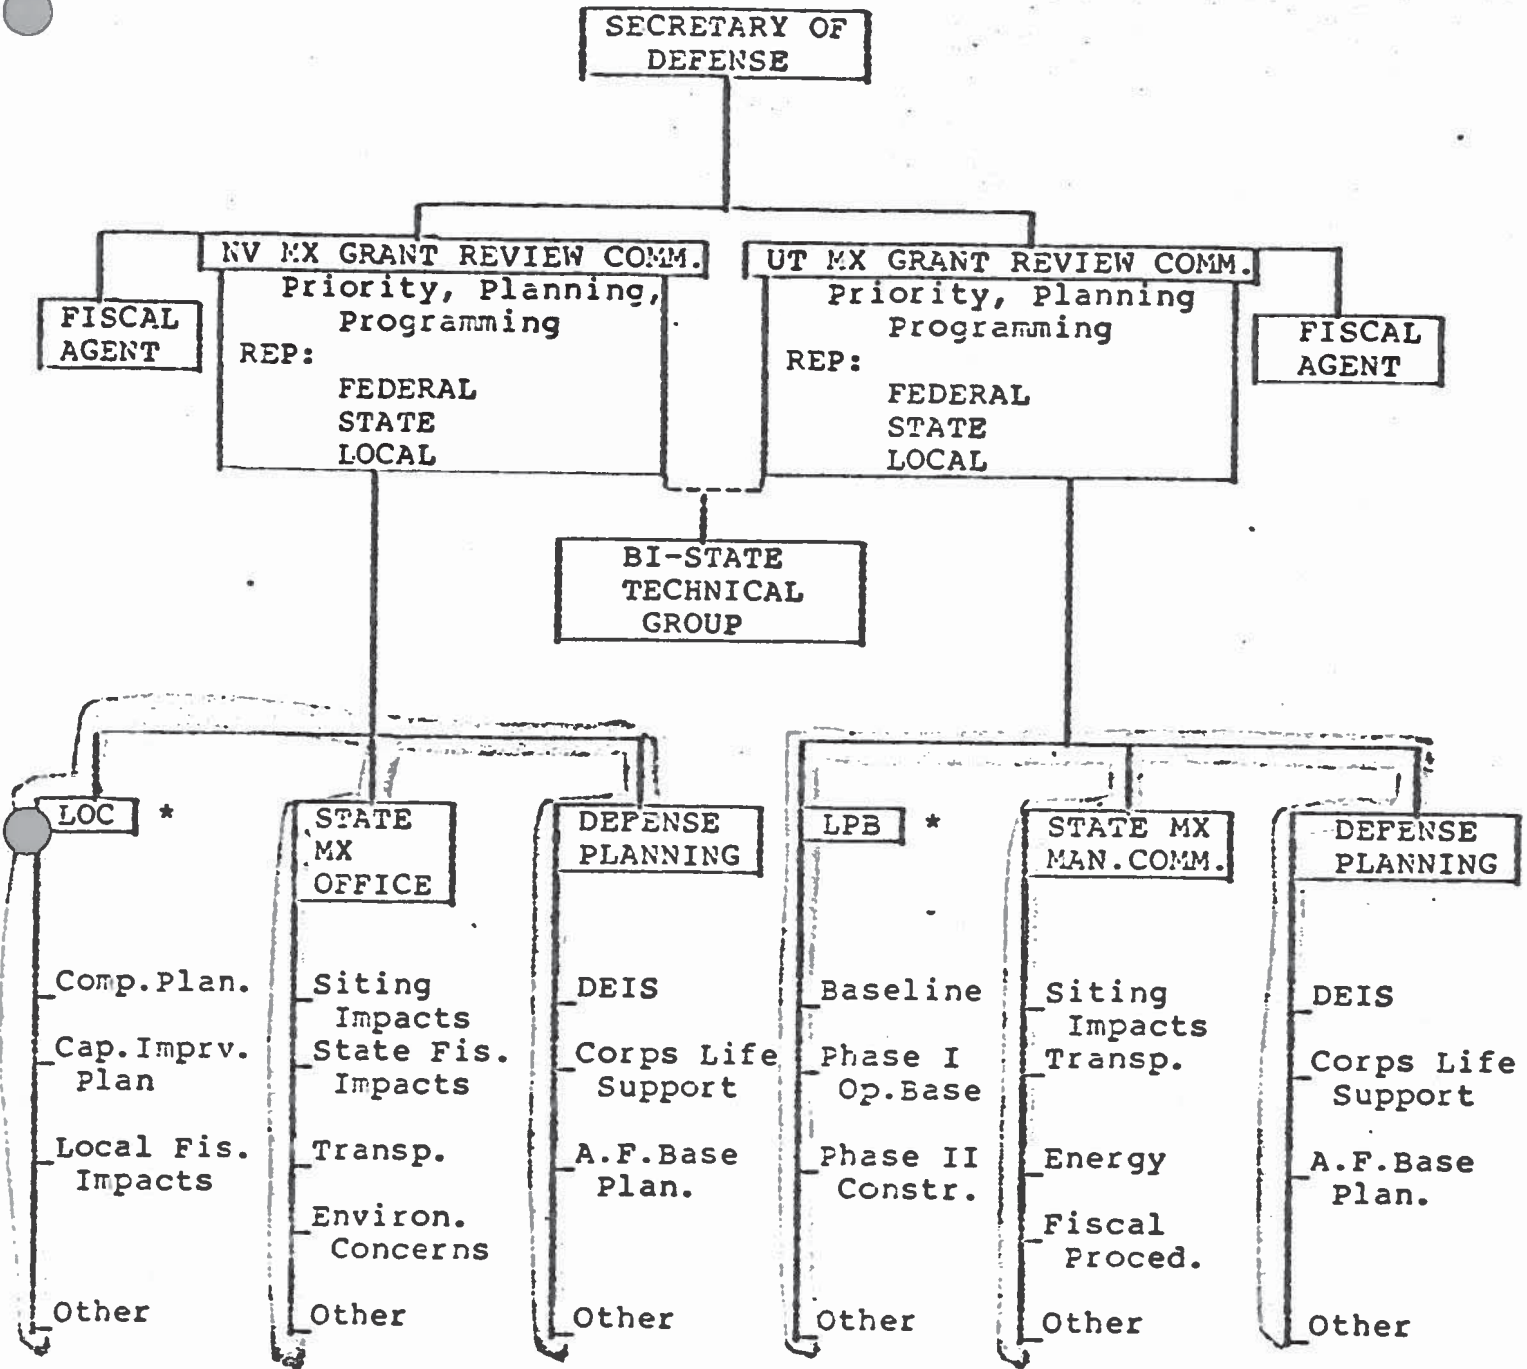 SECRETARY OF
DEFENSE
NV MX GRANT REVIEW COMM.
Priority, Planning,
Programming
REP:
FEDERAL
STATE
LOCAL
FISCAL
AGENT
UT MX GRANT REVIEW COMM.
Priority, Planning
Programming
REP:
FEDERAL
STATE
LOCAL
FISCAL
AGENT
BI-STATE
TECHNICAL
GROUP
LOC *
Comp.Plan.
Cap.Imprv.
Plan
Local Fis.
Impacts
Other
STATE
MX
OFFICE
Siting
Impacts
State Fis.
Impacts
Transp.
Environ.
Concerns
Other
DEFENSE
PLANNING
DEIS
Corps Life
Support
A.F.Base
Plan.
Other
LPB *
Baseline
Phase I
Op.Base
Phase II
Constr.
Other
STATE MX
MAN.COMM.
Siting
Impacts
Transp.
Energy
Fiscal
Proced.
Other
DEFENSE
PLANNING
DEIS
Corps Life
Support
A.F.Base
Plan.
Other